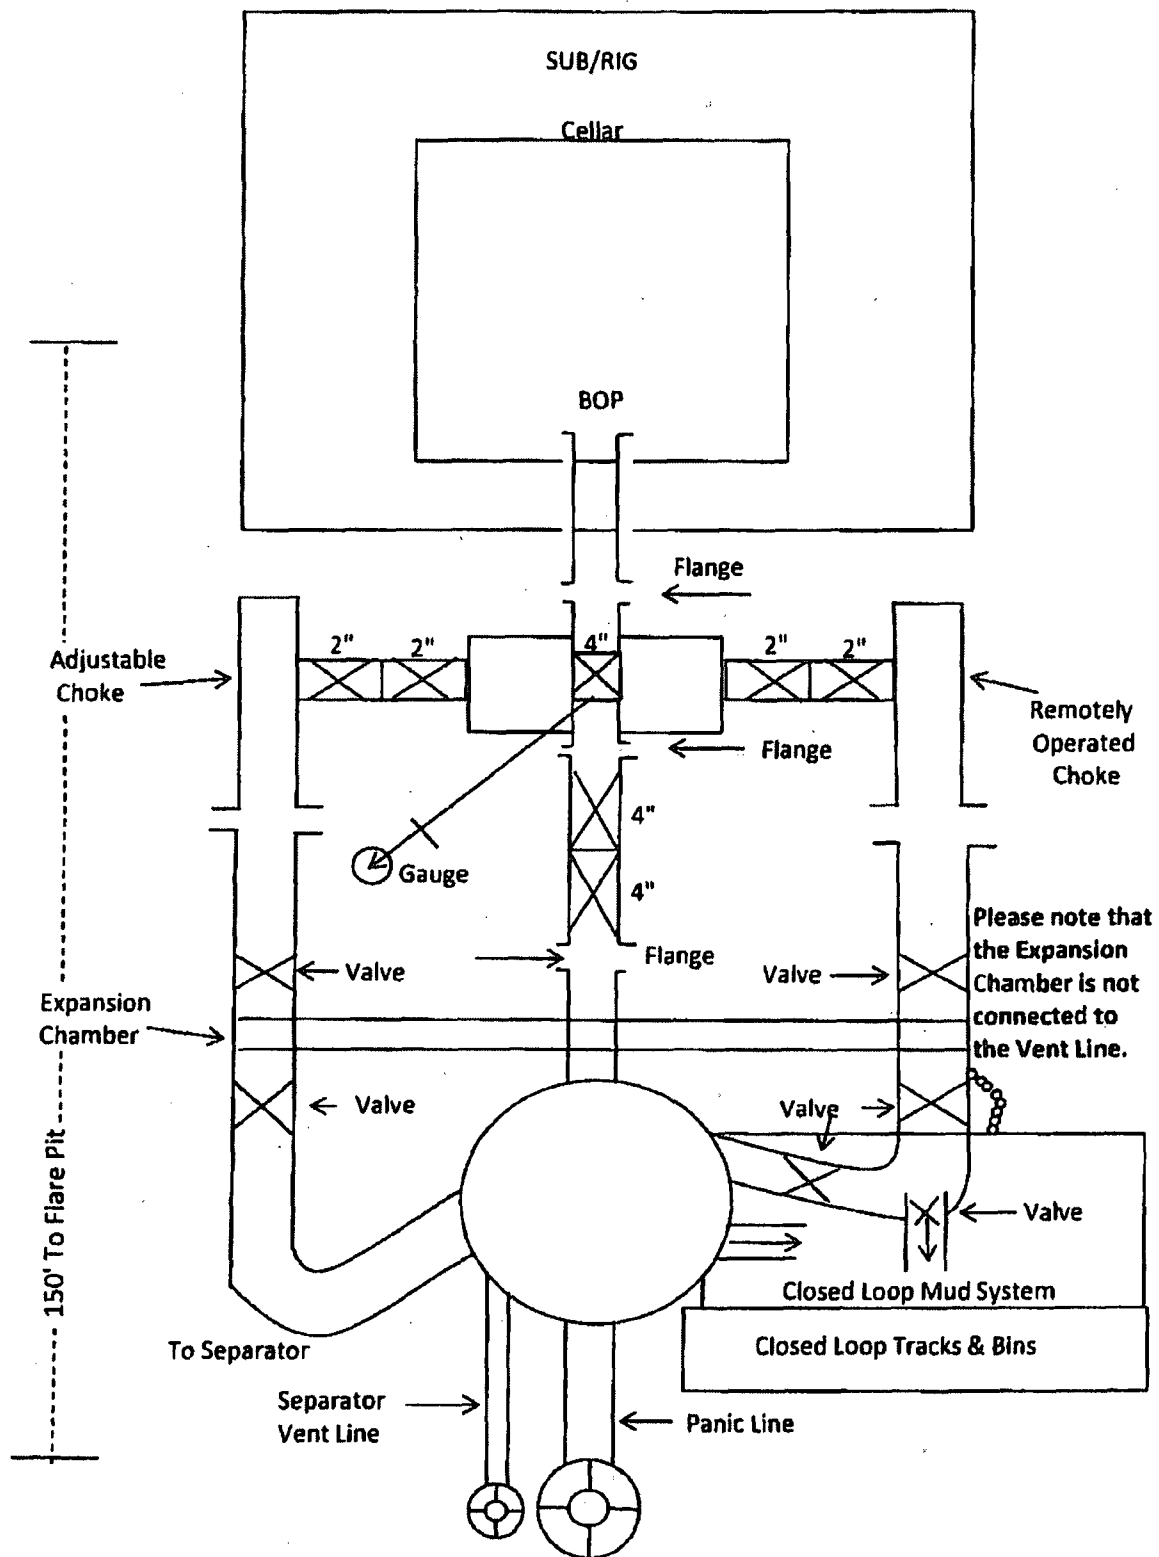 SUB/RIG
Cellar
BOP
Flange
2"
2"
4"
2"
2"
Adjustable
Choke
Remotely
Operated
Choke
Flange
4"
Gauge
4"
Please note that
the Expansion
Chamber is not
connected to
the Vent Line.
Flange
Valve
Valve
Expansion
Chamber
Valve
Valve
150' To Flare Pit
Valve
Closed Loop Mud System
To Separator
Closed Loop Tracks & Bins
Separator
Vent Line
Panic Line